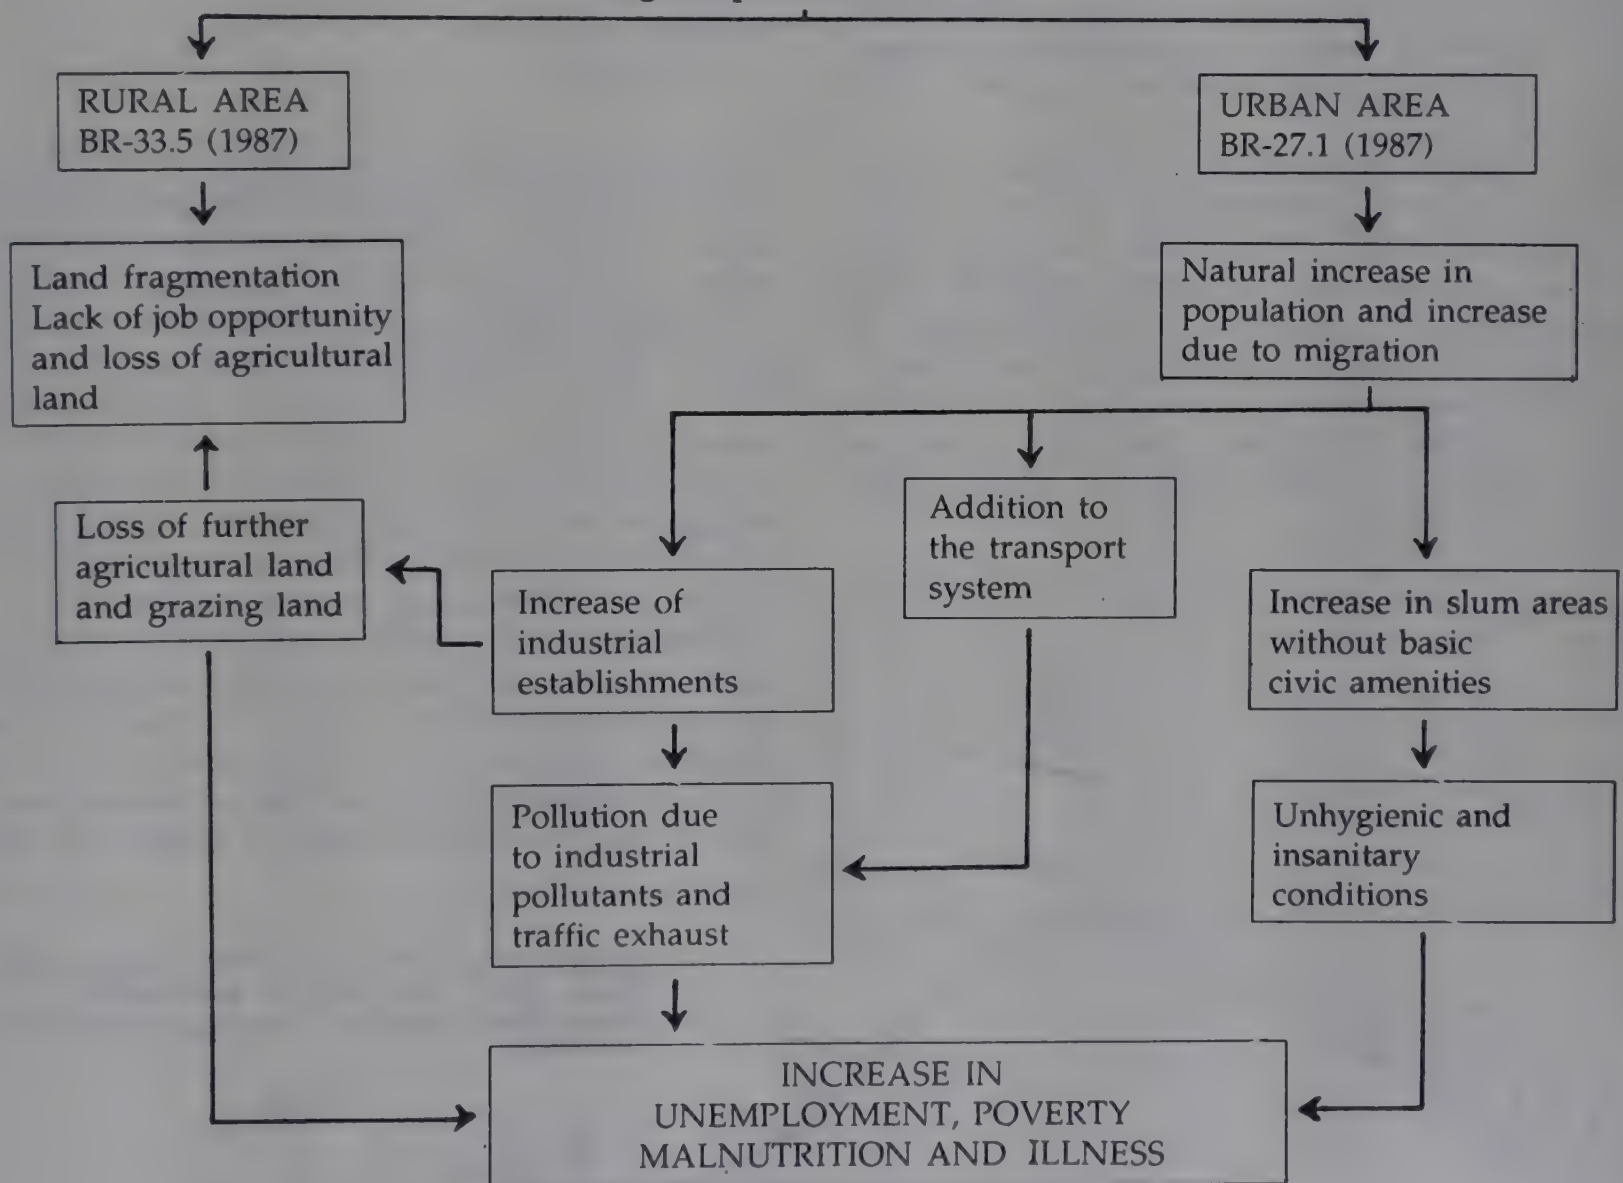 RURAL AREA
BR-33.5 (1987)
URBAN AREA
BR-27.1 (1987)
Land fragmentation
Lack of job opportunity
and loss of agricultural
land
Natural increase in
population and increase
due to migration
Loss of further
agricultural land
and grazing land
Increase of
industrial
establishments
Addition to
the transport
system
Increase in slum areas
without basic
civic amenities
Pollution due
to industrial
pollutants and
traffic exhaust
Unhygienic and
insanitary
conditions
INCREASE IN
UNEMPLOYMENT, POVERTY
MALNUTRITION AND ILLNESS